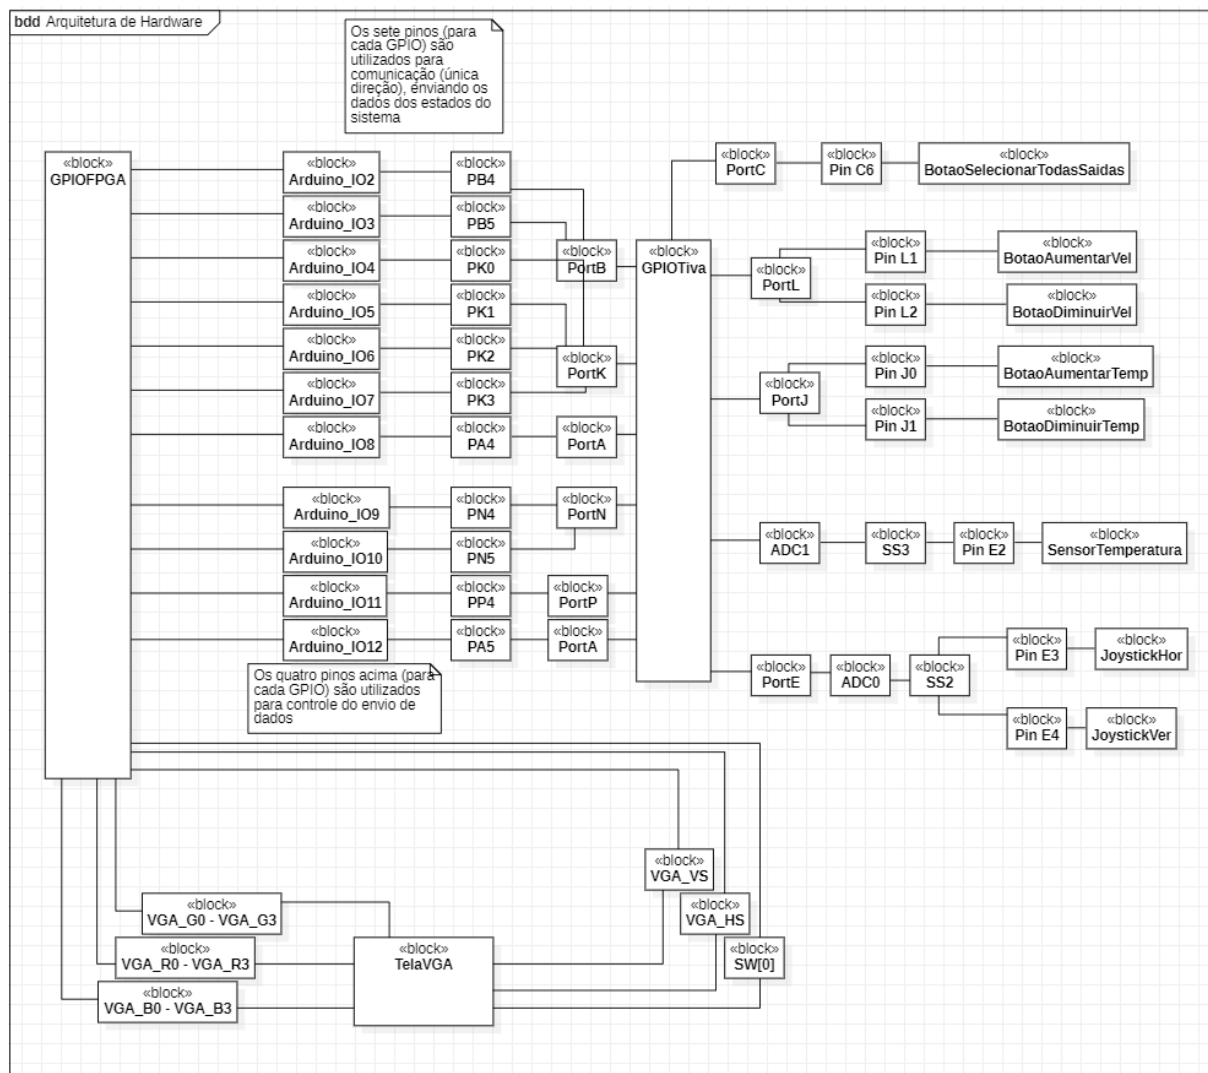 bdd Arquitetura de Hardware
Os sete pinos (para
cada GPIO) são
utilizados para
comunicação (única
direção), enviando os
dados dos estados do
sistema
«block»
GPIOFPGA
«block»
Arduino_IO2
«block»
PB4
«block»
Arduino_IO3
«block»
PB5
«block»
Arduino_IO4
«block»
PK0
«block»
PortB
«block»
Arduino_IO5
«block»
PK1
«block»
Arduino_IO6
«block»
PK2
«block»
PortK
«block»
Arduino_IO7
«block»
PK3
«block»
Arduino_IO8
«block»
PA4
«block»
PortA
«block»
Arduino_IO9
«block»
PN4
«block»
PortN
«block»
Arduino_IO10
«block»
PN5
«block»
Arduino_IO11
«block»
PP4
«block»
PortP
«block»
Arduino_IO12
«block»
PA5
«block»
PortA
Os quatro pinos acima (para
cada GPIO) são utilizados
para controle do envio de
dados
«block»
GPIOTiva
«block»
PortC
«block»
Pin C6
«block»
BotaoSelecionarTodasSaidas
«block»
PortL
«block»
Pin L1
«block»
BotaoAumentarVel
«block»
Pin L2
«block»
BotaoDiminuirVel
«block»
PortJ
«block»
Pin J0
«block»
BotaoAumentarTemp
«block»
Pin J1
«block»
BotaoDiminuirTemp
«block»
ADC1
«block»
SS3
«block»
Pin E2
«block»
SensorTemperatura
«block»
PortE
«block»
ADC0
«block»
SS2
«block»
Pin E3
«block»
JoystickHor
«block»
Pin E4
«block»
JoystickVer
«block»
VGA_VS
«block»
VGA_HS
«block»
SW[0]
«block»
VGA_G0 - VGA_G3
«block»
VGA_R0 - VGA_R3
«block»
VGA_B0 - VGA_B3
«block»
TelaVGA